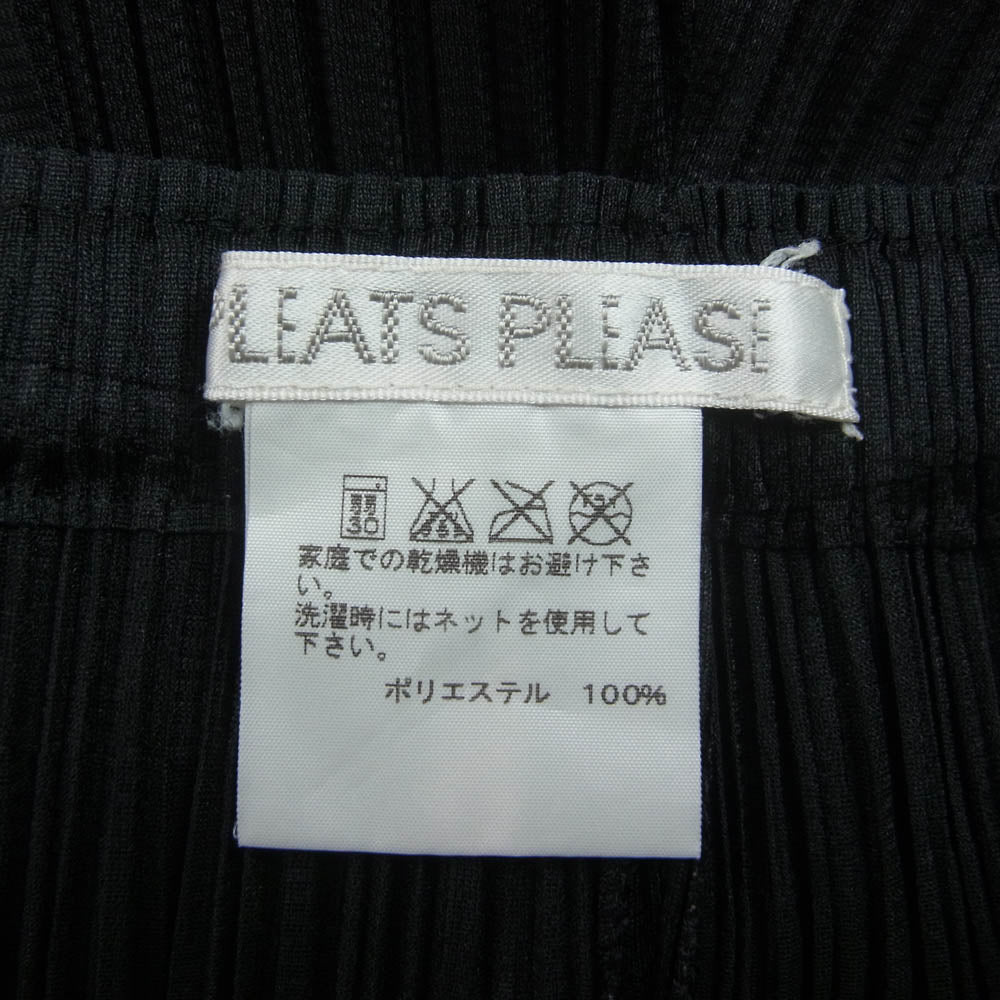 PLEATS PLEASE
弱
30
家庭での乾燥機はお避け下さ
い。
洗濯時にはネットを使用して
下さい。
ポリエステル 100%